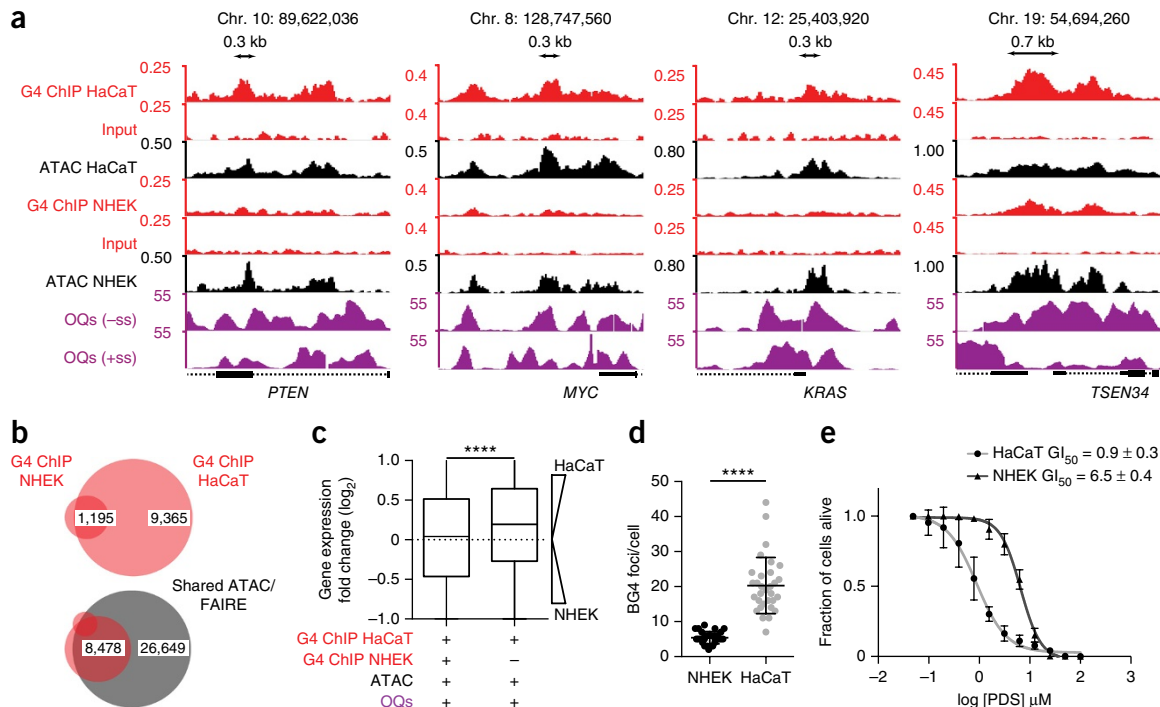 a
Chr. 10: 89,622,036
Chr. 8: 128,747,560
Chr. 12: 25,403,920
Chr. 19: 54,694,260
0.3 kb
0.3 kb
0.3 kb
0.7 kb
G4 ChIP HaCaT
0.25
0.4
0.25
0.45
Input
0.25
0.4
0.25
0.45
ATAC HaCaT
0.50
0.5
0.80
1.00
G4 ChIP NHEK
0.25
0.4
0.25
0.45
Input
0.25
0.4
0.25
0.45
ATAC NHEK
0.50
0.5
0.80
1.00
OQs (–ss)
55
55
55
55
OQs (+ss)
55
55
55
55
PTEN
MYC
KRAS
TSEN34
b
G4 ChIP
NHEK
G4 ChIP
HaCaT
1,195
9,365
Shared ATAC/
FAIRE
8,478
26,649
c
Gene expression
fold change (log2)
1.0
0.5
0
–0.5
–1.0
****
HaCaT
NHEK
G4 ChIP HaCaT + +
G4 ChIP NHEK + –
ATAC + +
OQs + +
d
BG4 foci/cell
50
40
30
20
10
0
****
NHEK HaCaT
e
HaCaT GI50 = 0.9 ± 0.3
NHEK GI50 = 6.5 ± 0.4
Fraction of cells alive
1.0
0.5
0
–2 –1 0 1 2 3
log [PDS] μM